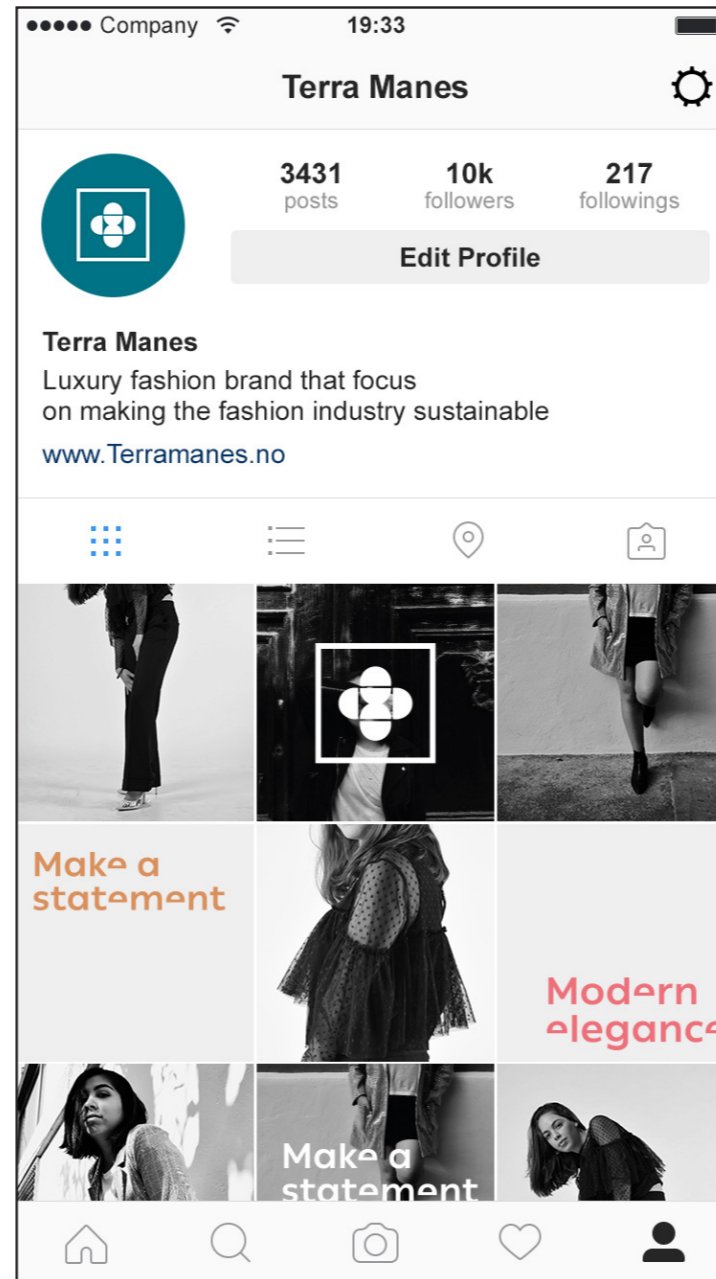 Company 19:33
Terra Manes
3431 10k 217
posts followers followings
Edit Profile
Terra Manes
Luxury fashion brand that focus
on making the fashion industry sustainable
www.Terramanes.no
Make a
statement
Modern
elegance
Make a
statement